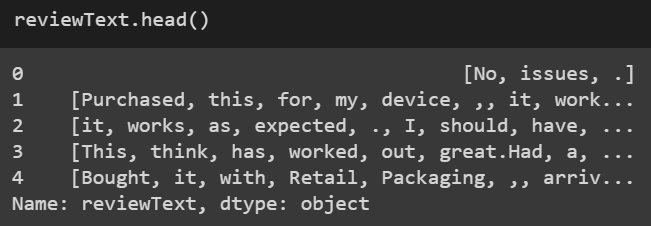 reviewText.head()
0 [No, issues, .]
1 [Purchased, this, for, my, device, ,, it, work...
2 [it, works, as, expected, ., I, should, have, ...
3 [This, think, has, worked, out, great.Had, a, ...
4 [Bought, it, with, Retail, Packaging, ,, arriv...
Name: reviewText, dtype: object